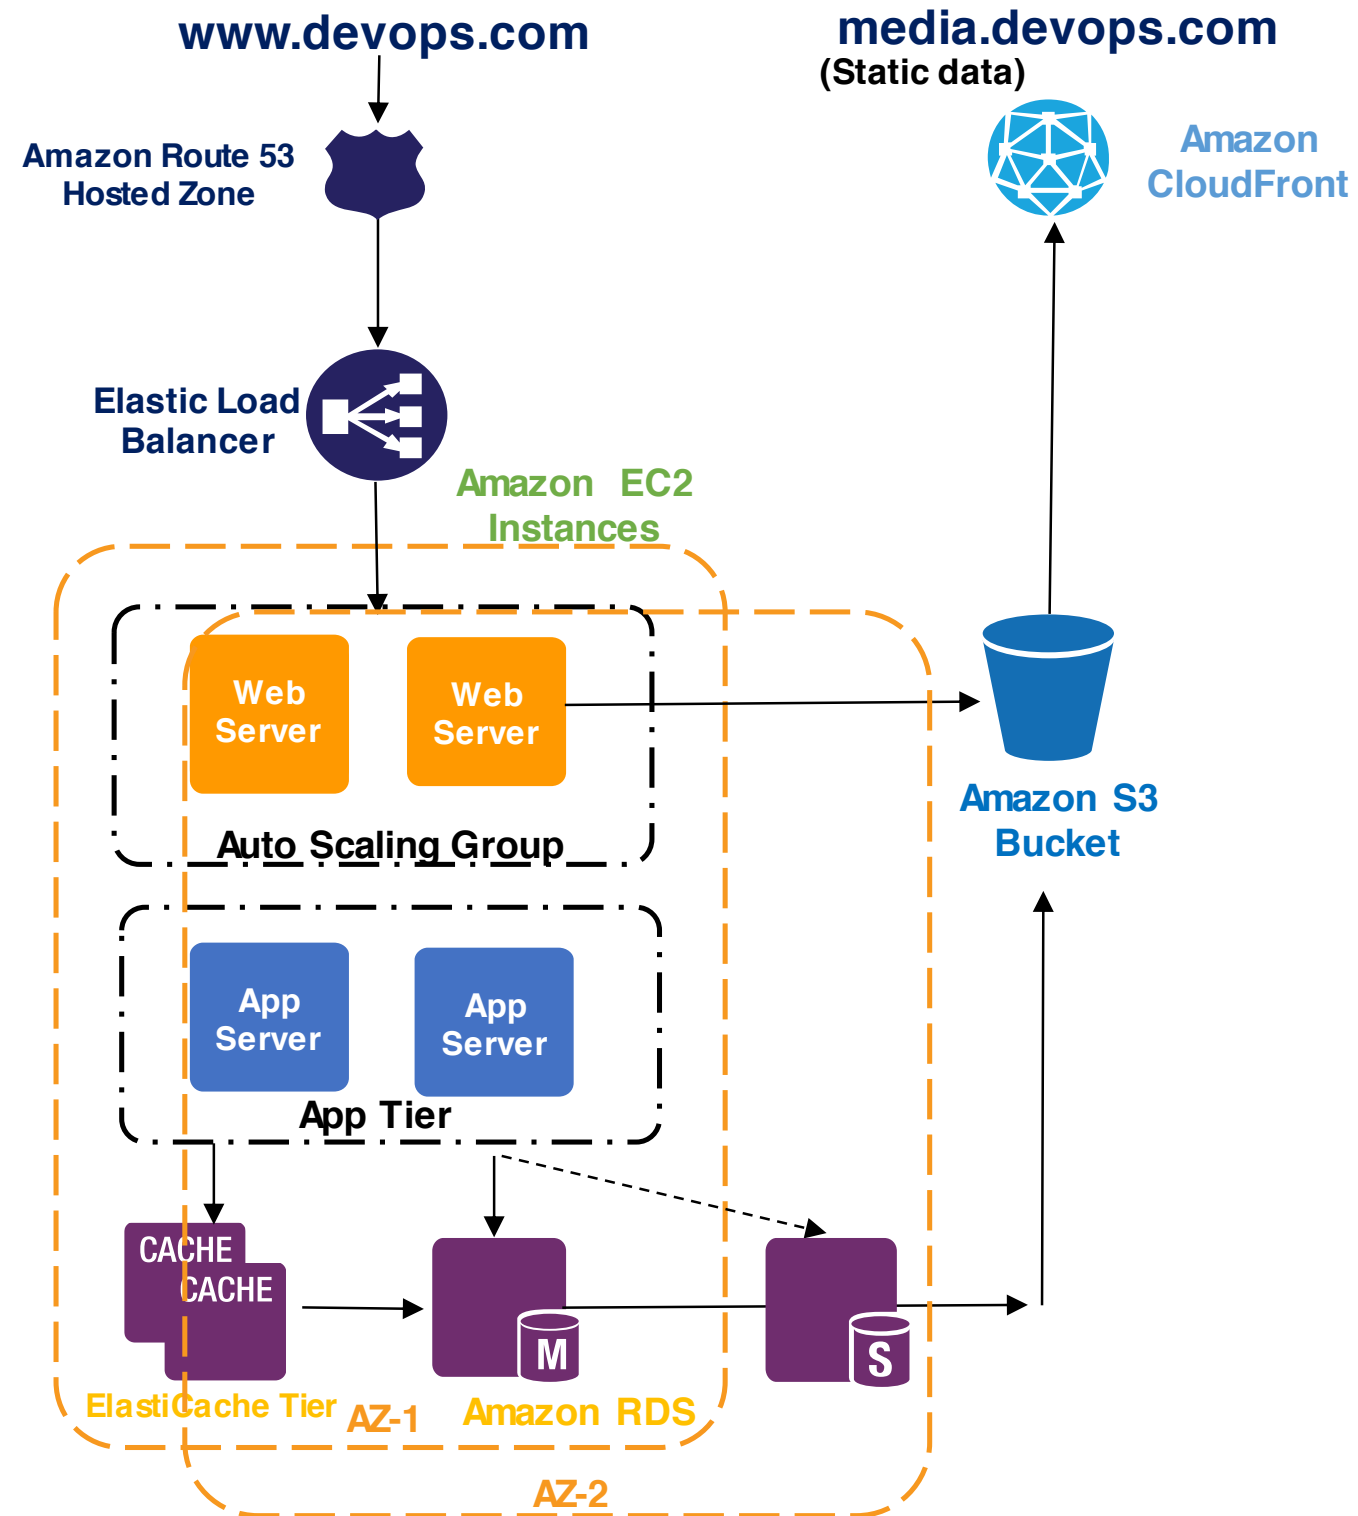 www.devops.com
media.devops.com
(Static data)
Amazon Route 53
Hosted Zone
Amazon
CloudFront
Elastic Load
Balancer
Amazon EC2
Instances
Web
Server
Web
Server
Auto Scaling Group
Amazon S3
Bucket
App
Server
App
Server
App Tier
CACHE
CACHE
M
S
ElastiCache Tier
AZ-1
Amazon RDS
AZ-2